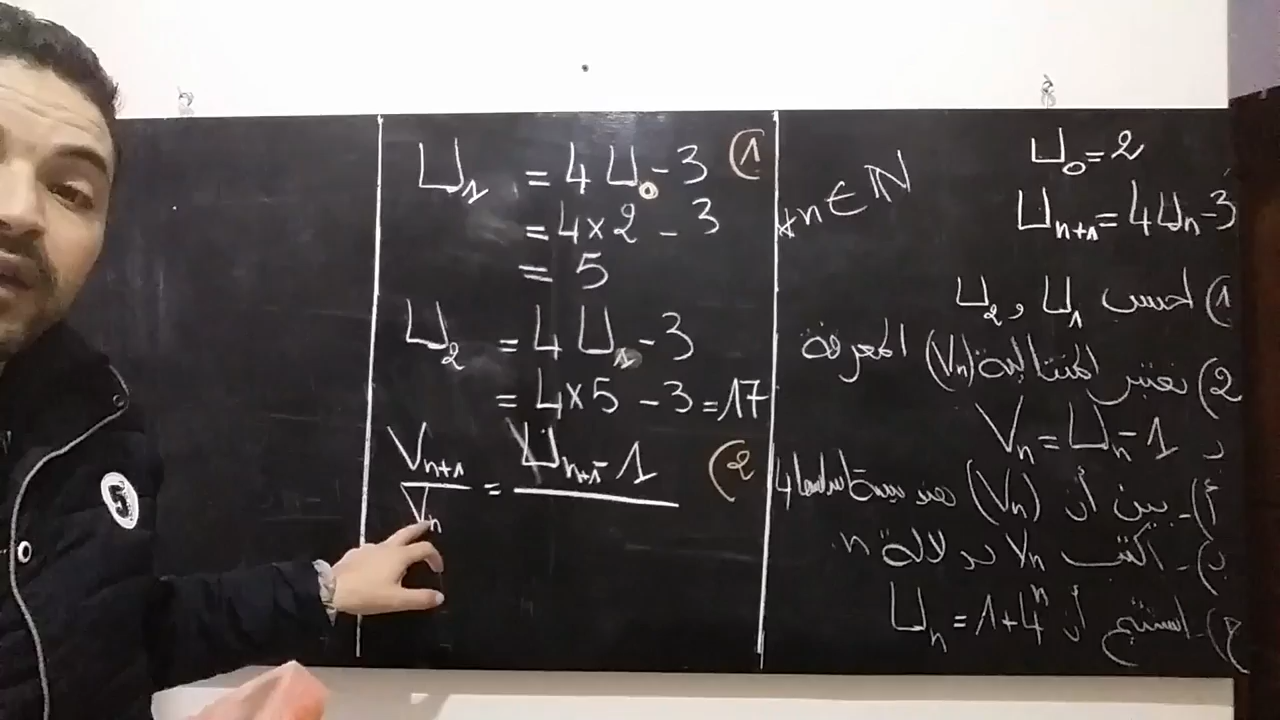 U₀ = 2
*n ∈ ℕ  Uₙ₊₁ = 4Uₙ - 3
1) احسب U₁ و U₂
2) نعتبر المتتالية (Vₙ) المعرفة
ب Vₙ = Uₙ - 1
أ)- بين أن (Vₙ) هندسية أساسها 4
ب)- اكتب Vₙ بدلالة n
ج)- استنتج أن Uₙ = 1+4ⁿ
(1) U₁ = 4U₀ - 3
= 4×2 - 3
= 5
U₂ = 4U₁ - 3
= 4×5 - 3 = 17
(2) Vₙ₊₁ / Vₙ = Uₙ₊₁ - 1
5